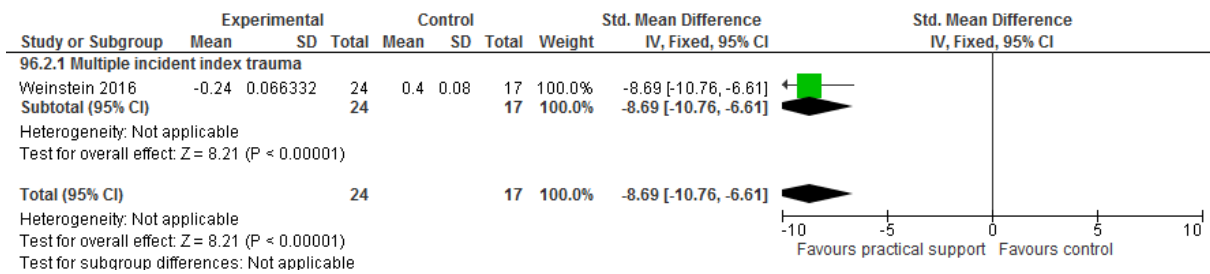 Experimental Control Std. Mean Difference Std. Mean Difference
Study or Subgroup Mean SD Total Mean SD Total Weight IV, Fixed, 95% CI IV, Fixed, 95% CI
96.2.1 Multiple incident index trauma
Weinstein 2016 -0.24 0.066332 24 0.4 0.08 17 100.0% -8.69 [-10.76, -6.61]
Subtotal (95% CI) 24 17 100.0% -8.69 [-10.76, -6.61]
Heterogeneity: Not applicable
Test for overall effect: Z = 8.21 (P < 0.00001)
Total (95% CI) 24 17 100.0% -8.69 [-10.76, -6.61]
Heterogeneity: Not applicable
Test for overall effect: Z = 8.21 (P < 0.00001)
Test for subgroup differences: Not applicable
-10 -5 0 5 10
Favours practical support Favours control